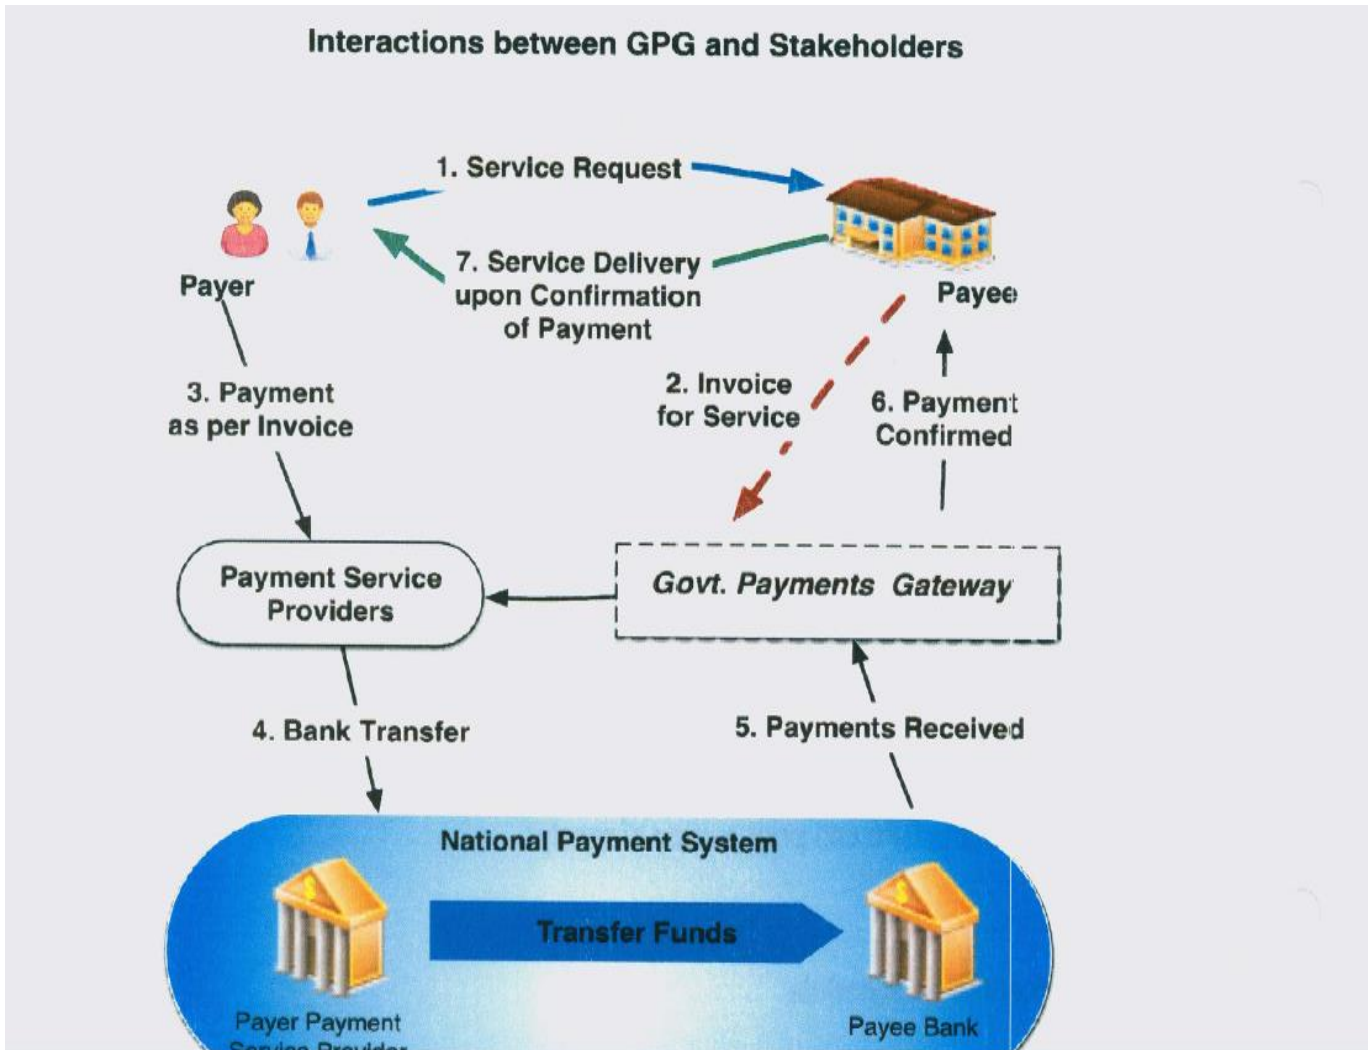 Interactions between GPG and Stakeholders
1. Service Request
7. Service Delivery
upon Confirmation
of Payment
Payer
Payee
3. Payment
as per Invoice
2. Invoice
for Service
6. Payment
Confirmed
Payment Service
Providers
Govt. Payments Gateway
4. Bank Transfer
5. Payments Received
National Payment System
Transfer Funds
Payer Payment
Service Provider
Payee Bank